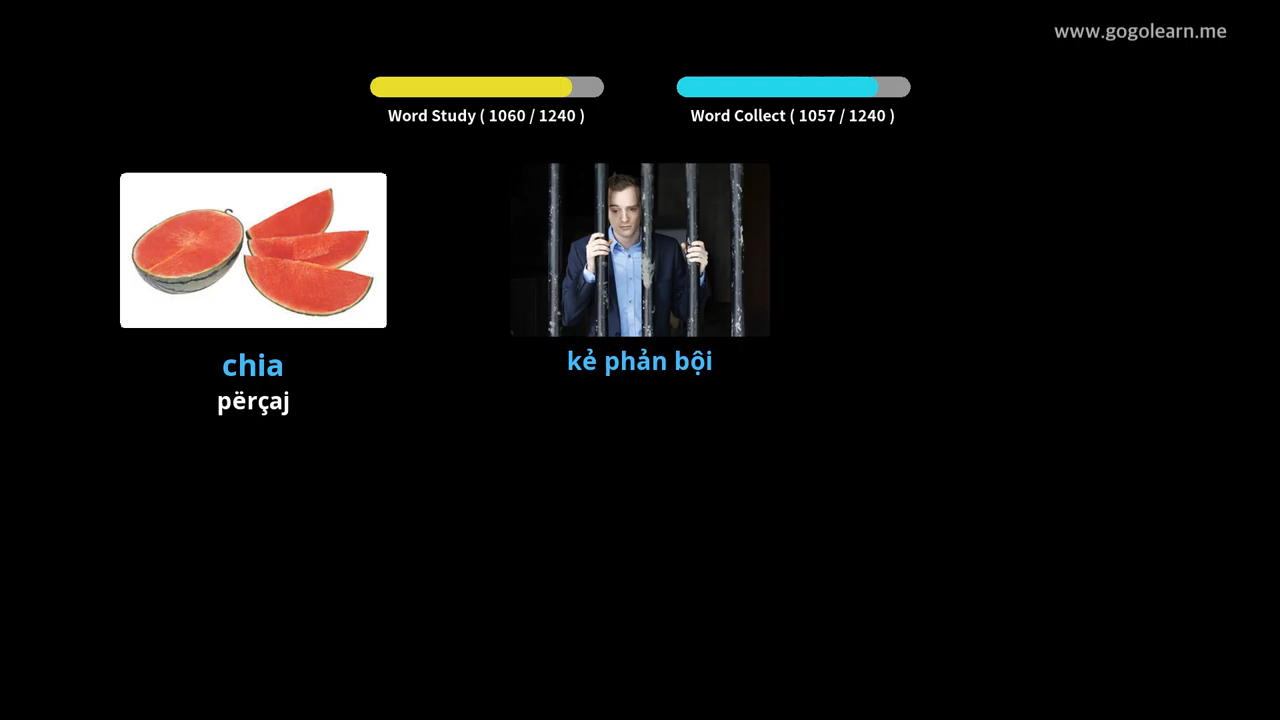 www.gogolearn.me
Word Study ( 1060 / 1240 )
Word Collect ( 1057 / 1240 )
chia
përçaj
kẻ phản bội